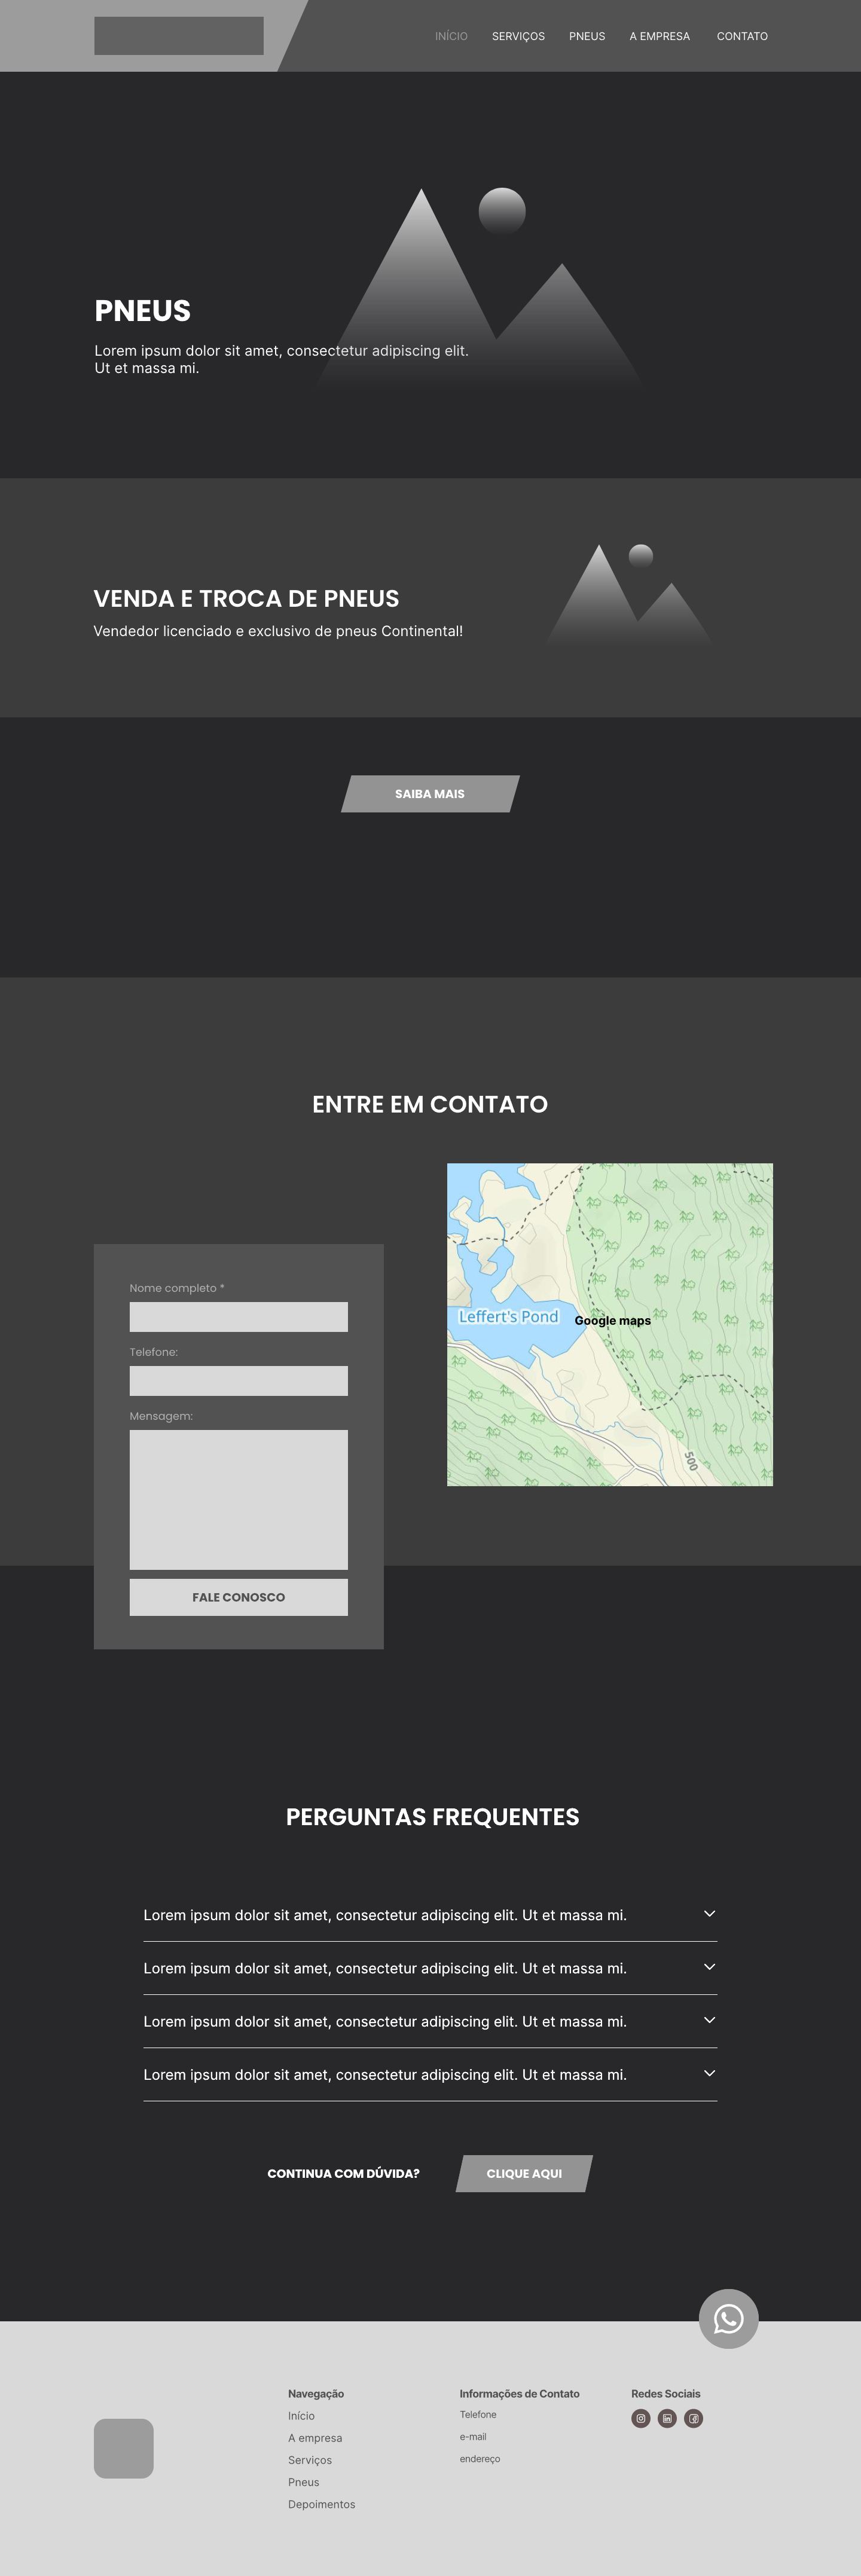 INÍCIO
SERVIÇOS
PNEUS
A EMPRESA
CONTATO
PNEUS
Lorem ipsum dolor sit amet, consectetur adipiscing elit.
Ut et massa mi.
VENDA E TROCA DE PNEUS
Vendedor licenciado e exclusivo de pneus Continental!
SAIBA MAIS
ENTRE EM CONTATO
Nome completo *
Telefone:
Mensagem:
FALE CONOSCO
Leffert's Pond
Google maps
500
PERGUNTAS FREQUENTES
Lorem ipsum dolor sit amet, consectetur adipiscing elit. Ut et massa mi.
Lorem ipsum dolor sit amet, consectetur adipiscing elit. Ut et massa mi.
Lorem ipsum dolor sit amet, consectetur adipiscing elit. Ut et massa mi.
Lorem ipsum dolor sit amet, consectetur adipiscing elit. Ut et massa mi.
CONTINUA COM DÚVIDA?
CLIQUE AQUI
Navegação
Início
A empresa
Serviços
Pneus
Depoimentos
Informações de Contato
Telefone
e-mail
endereço
Redes Sociais